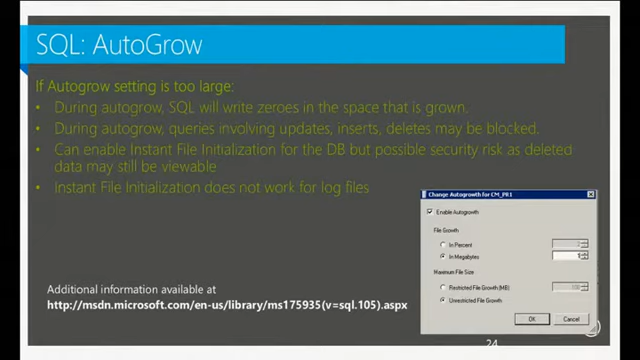 SQL: AutoGrow
If Autogrow setting is too large:
• During autogrow, SQL will write zeroes in the space that is grown.
• During autogrow, queries involving updates, inserts, deletes may be blocked.
• Can enable Instant File Initialization for the DB but possible security risk as deleted
data may still be viewable
• Instant File Initialization does not work for log files
Change Autogrowth for CM_PR1
Enable Autogrowth
File Growth
In Percent
In Megabytes
Maximum File Size
Restricted File Growth (MB)
Unrestricted File Growth
OK Cancel
Additional information available at
http://msdn.microsoft.com/en-us/library/ms175935(v=sql.105).aspx
24